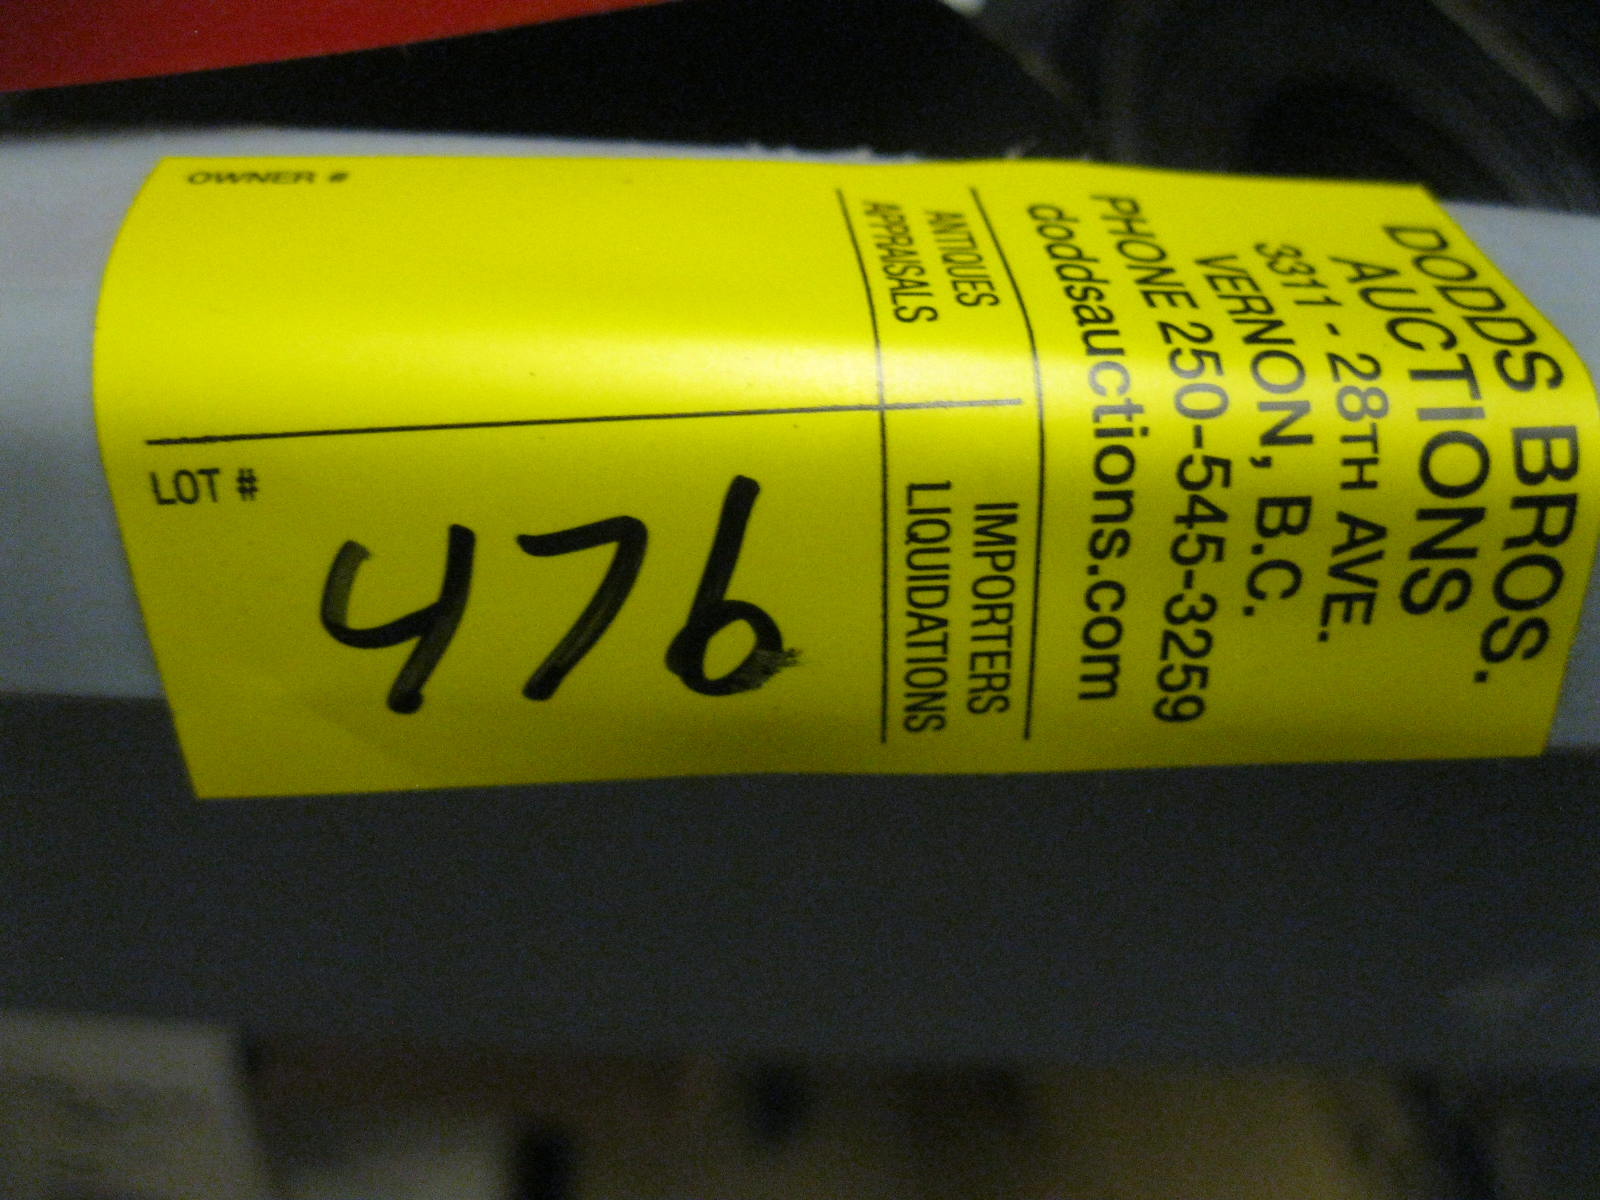 DODDS BROS.
AUCTIONS
3311 - 28TH AVE.
VERNON, B.C.
PHONE 250-545-3259
doddsauctions.com
ANTIQUES
APPRAISALS
IMPORTERS
LIQUIDATIONS
OWNER #
LOT #
476